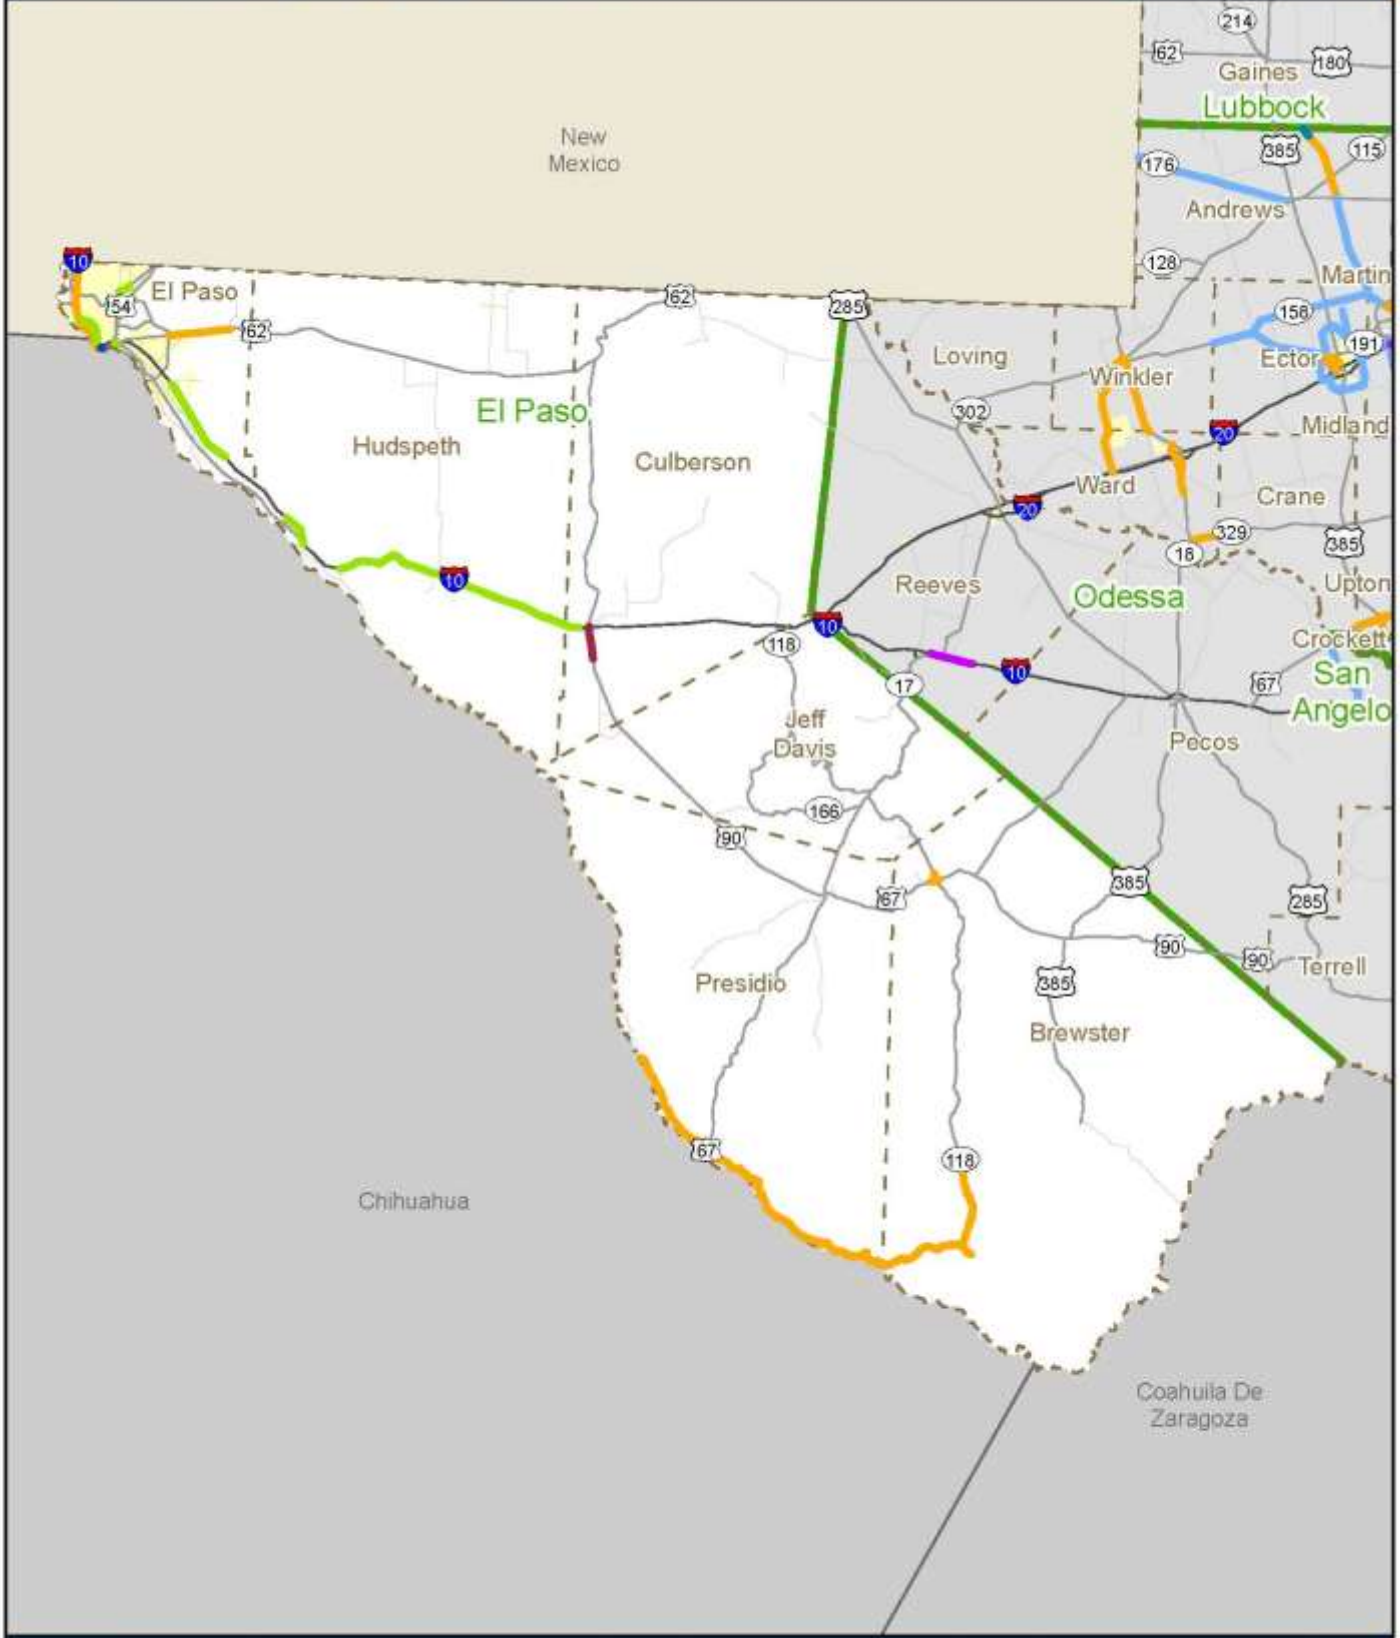 214
62
180
Gaines
Lubbock
New
Mexico
385
115
176
Andrews
128
10
Martin
El Paso
54
62
62
285
158
191
Loving
Ector
Winkler
302
El Paso
20
Midland
Hudspeth
Culberson
Ward
Crane
20
329
385
18
10
Reeves
Upton
Odessa
10
118
Crockett
10
San
17
67
Angelo
Jeff
Davis
Pecos
166
90
385
67
285
90
90
Terrell
Presidio
385
Brewster
67
118
Chihuahua
Coahuila De
Zaragoza